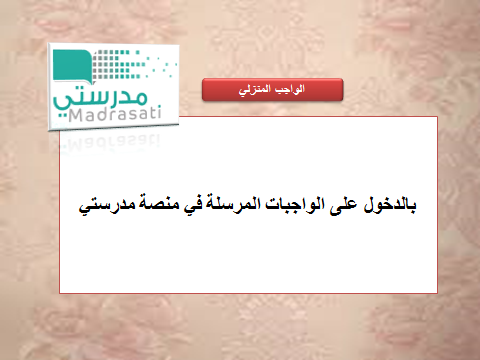 مدرستي
Madrasati
الواجب المنزلي
بالدخول على الواجبات المرسلة في منصة مدرستي